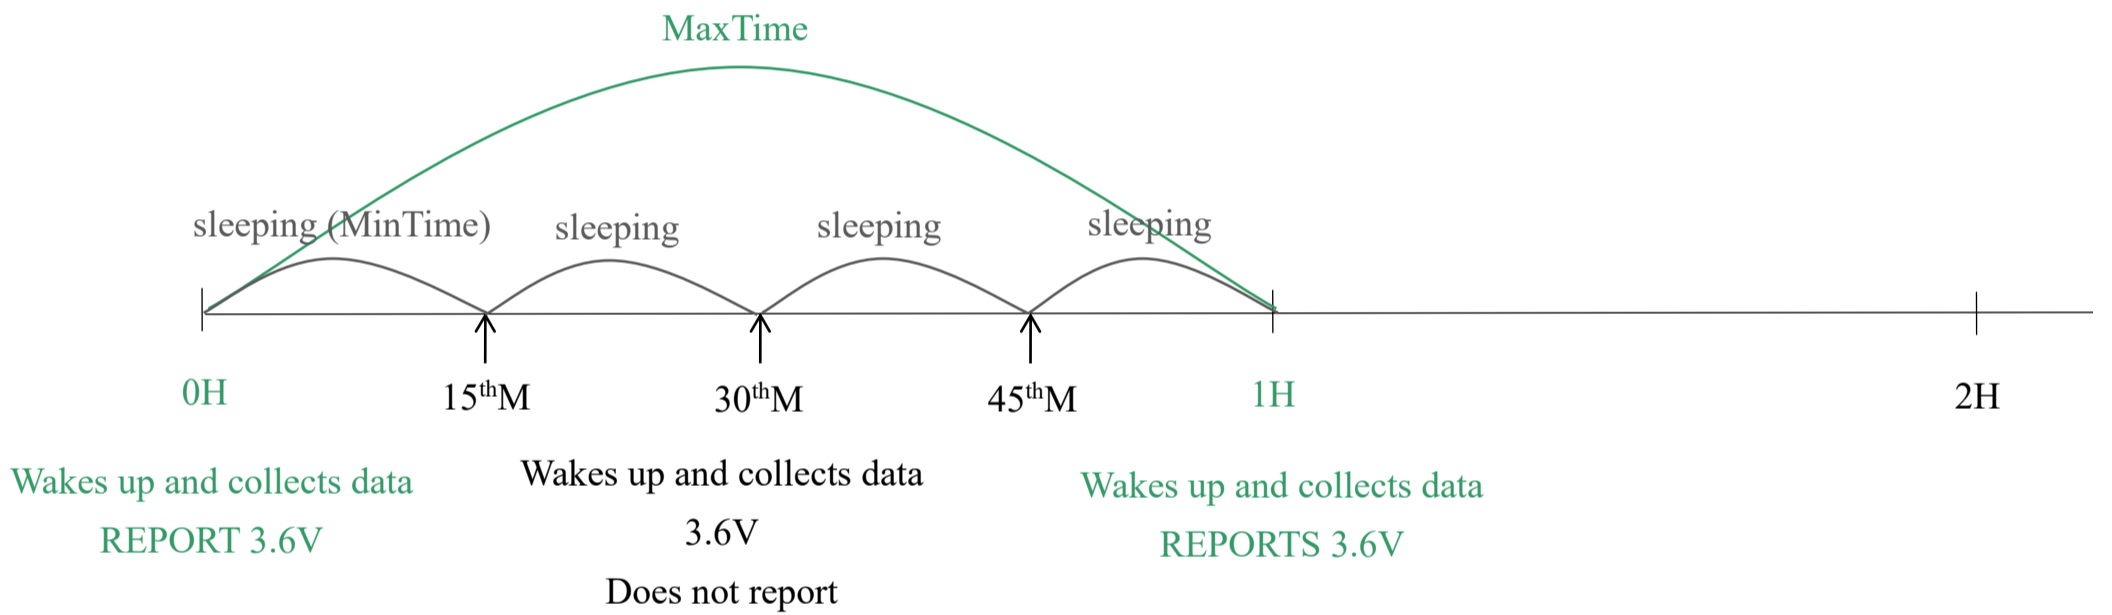 MaxTime
sleeping (MinTime)
sleeping
sleeping
sleeping
0H
15thM
30thM
45thM
1H
2H
Wakes up and collects data
REPORT 3.6V
Wakes up and collects data
3.6V
Does not report
Wakes up and collects data
REPORTS 3.6V